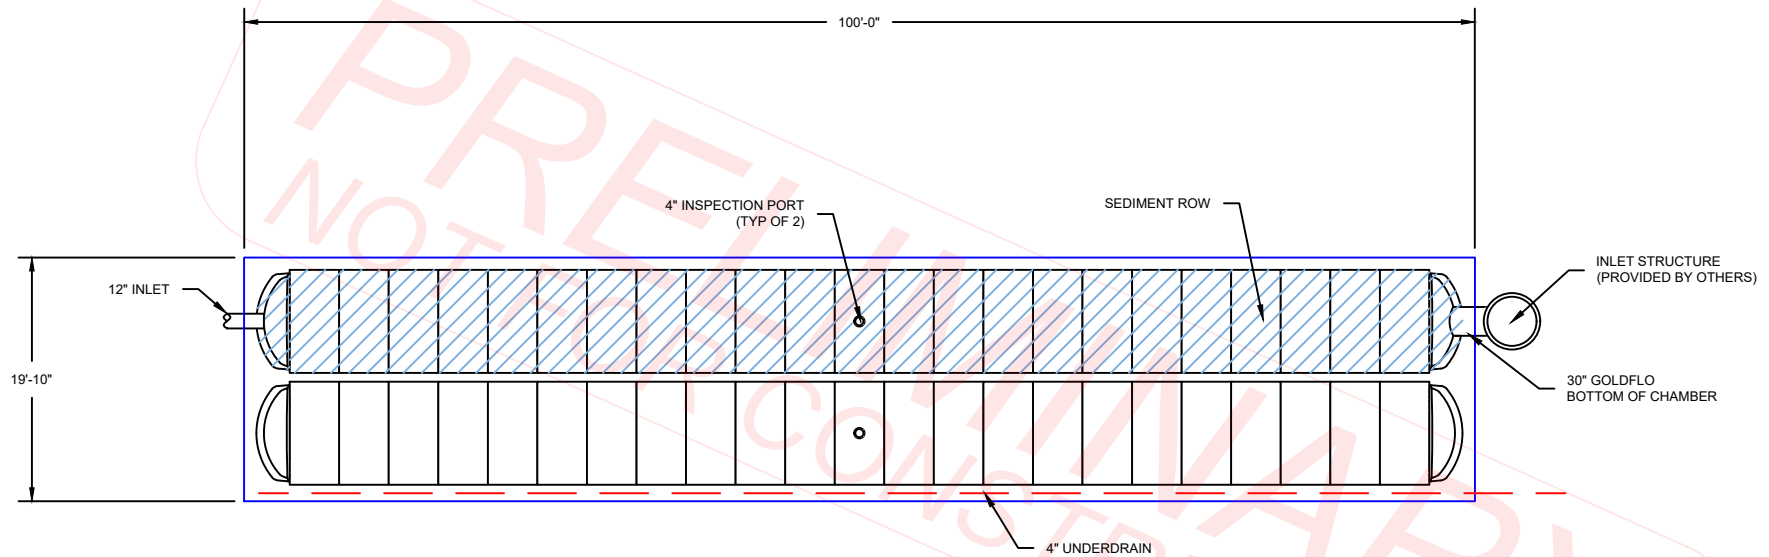 100'-0"
PRELIMINARY
NOT FOR CONSTR
4" INSPECTION PORT
(TYP OF 2)
SEDIMENT ROW
INLET STRUCTURE
(PROVIDED BY OTHERS)
12" INLET
19'-10"
30" GOLDFLO
BOTTOM OF CHAMBER
4" UNDERDRAIN